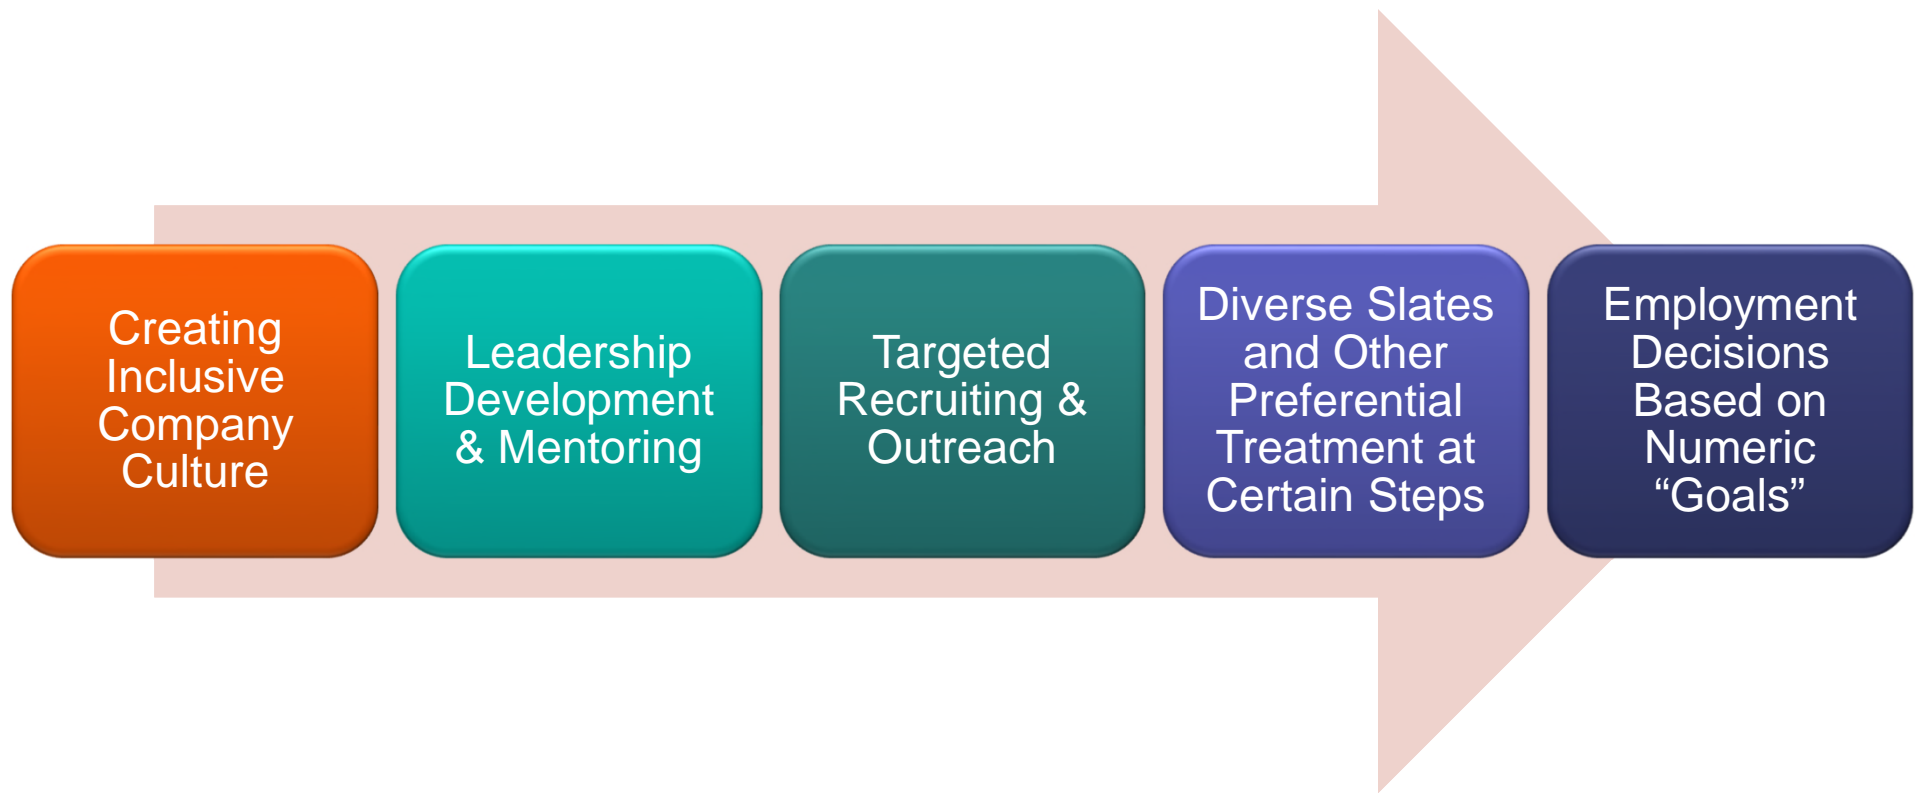 Creating
Inclusive
Company
Culture
Leadership
Development
& Mentoring
Targeted
Recruiting &
Outreach
Diverse Slates
and Other
Preferential
Treatment at
Certain Steps
Employment
Decisions
Based on
Numeric
“Goals”